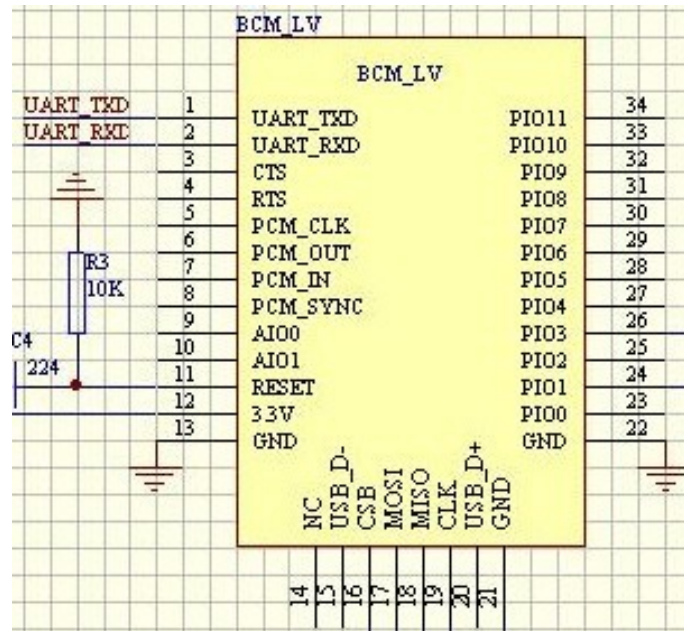 BCM_LV
BCM_LV
UART_TXD 1 UART_TXD PIO11 34
UART_RXD 2 UART_RXD PIO10 33
3 CTS PIO9 32
4 RTS PIO8 31
5 PCM_CLK PIO7 30
6 PCM_OUT PIO6 29
R3 7 PCM_IN PIO5 28
10K 8 PCM_SYNC PIO4 27
C4 9 AIO0 PIO3 26
224 10 AIO1 PIO2 25
11 RESET PIO1 24
12 3.3V PIO0 23
13 GND GND 22
NC USB_D- CSB MOSI MISO CLK USB_D+ GND
14 15 16 17 18 19 20 21